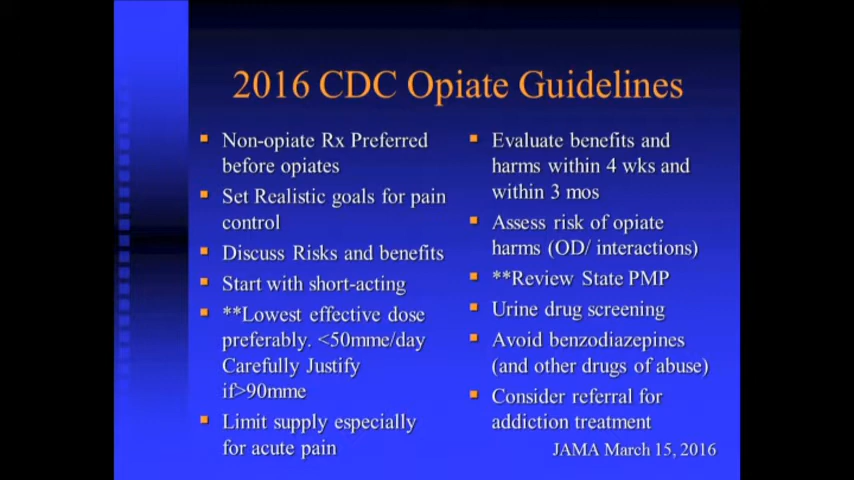 2016 CDC Opiate Guidelines
Non-opiate Rx Preferred
before opiates
Set Realistic goals for pain
control
Discuss Risks and benefits
Start with short-acting
**Lowest effective dose
preferably. <50mme/day
Carefully Justify
if>90mme
Limit supply especially
for acute pain
Evaluate benefits and
harms within 4 wks and
within 3 mos
Assess risk of opiate
harms (OD/ interactions)
**Review State PMP
Urine drug screening
Avoid benzodiazepines
(and other drugs of abuse)
Consider referral for
addiction treatment
JAMA March 15, 2016